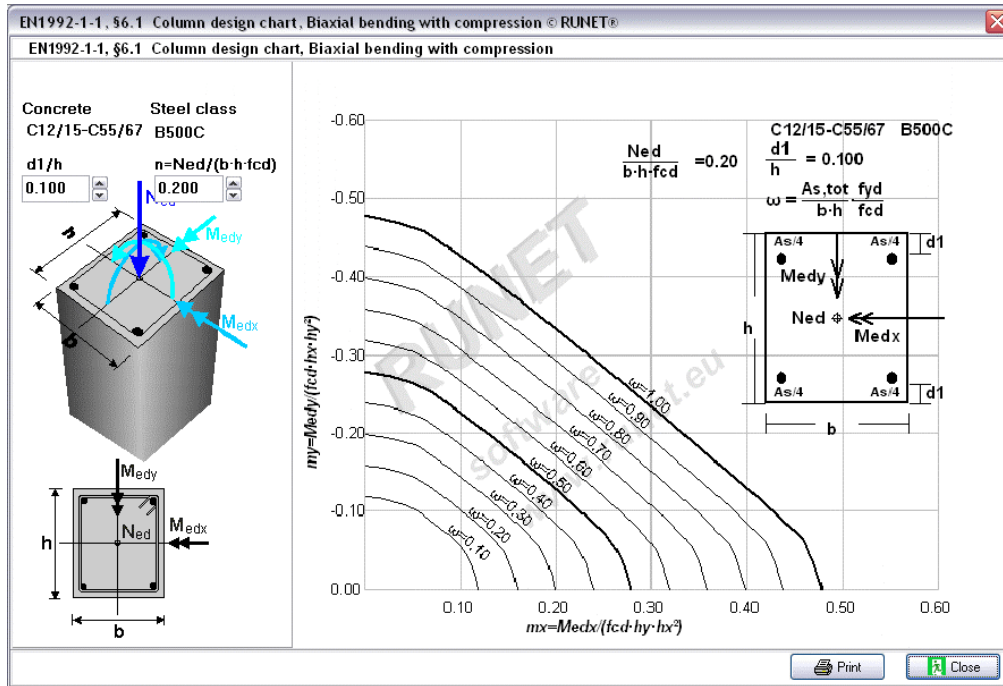 EN1992-1-1, §6.1 Column design chart, Biaxial bending with compression © RUNET®
EN1992-1-1, §6.1 Column design chart, Biaxial bending with compression
Concrete Steel class
C12/15-C55/67 B500C
d1/h n=Ned/(b·h·fcd)
0.100 0.200
Ned
h
Medy
Medx
b
Medy
h
Ned
Medx
b
-0.60
-0.50
-0.40
-0.30
-0.20
-0.10
0.00
my=Medy/(fcd·hx·hy²)
0.10 0.20 0.30 0.40 0.50 0.60
mx=Medx/(fcd·hy·hx²)
ω=1,00
ω=0,90
ω=0,80
ω=0,70
ω=0,60
ω=0,50
ω=0,40
ω=0,30
ω=0,20
ω=0,10
RUNET
software
www.runet.eu
Ned
b·h·fcd =0.20
C12/15-C55/67 B500C
d1
h = 0.100
ω = As,tot fyd
b·h · fcd
As/4 As/4 d1
Medy
h Ned
Medx
As/4 As/4 d1
b
Print Close